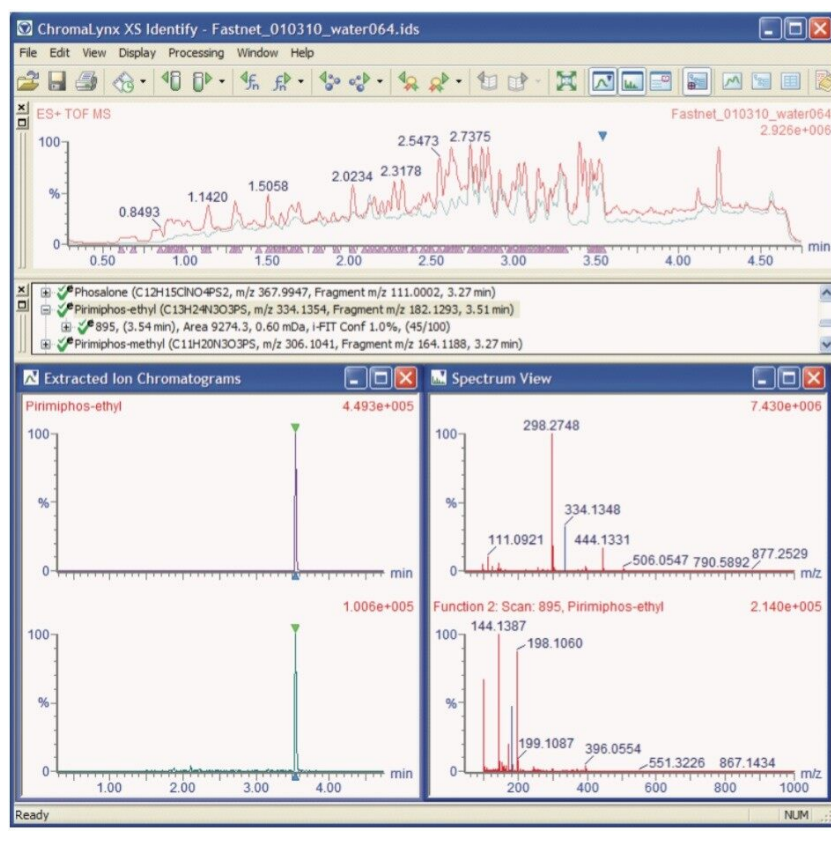 ChromaLynx XS Identify - Fastnet_010310_water064.ids
File Edit View Display Processing Window Help
ES+ TOF MS
Fastnet_010310_water064
2.926e+006
100
%
0
0.8493
1.1420
1.5058
2.0234
2.3178
2.5473
2.7375
0.50 1.00 1.50 2.00 2.50 3.00 3.50 4.00 4.50 min
Phosalone (C12H15ClNO4PS2, m/z 367.9947, Fragment m/z 111.0002, 3.27 min)
Pirimiphos-ethyl (C13H24N3O3PS, m/z 334.1354, Fragment m/z 182.1293, 3.51 min)
895, (3.54 min), Area 9274.3, 0.60 mDa, i-FIT Conf 1.0%, (45/100)
Pirimiphos-methyl (C11H20N3O3PS, m/z 306.1041, Fragment m/z 164.1188, 3.27 min)
Extracted Ion Chromatograms
Pirimiphos-ethyl 4.493e+005
100
%
0
min
1.006e+005
100
%
0
min
1.00 2.00 3.00 4.00
Spectrum View
7.430e+006
100
%
0
298.2748
334.1348
111.0921
444.1331
506.0547
790.5892
877.2529
m/z
Function 2: Scan: 895, Pirimiphos-ethyl 2.140e+005
100
%
0
144.1387
198.1060
199.1087
396.0554
551.3226
867.1434
m/z
200 400 600 800 1000
Ready NUM